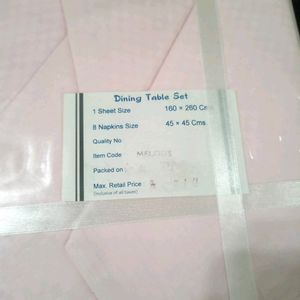 Dining Table Set
1 Sheet Size 160 × 260 Cms
8 Napkins Size 45 × 45 Cms
Quality No
Item Code
Packed on :
Max. Retail Price
(Inclusive of all taxes)